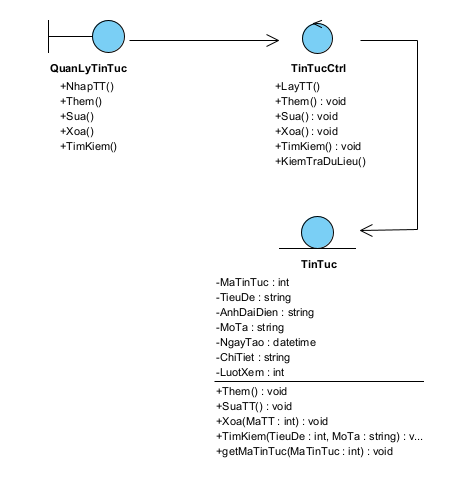 QuanLyTinTuc
+NhapTT()
+Them()
+Sua()
+Xoa()
+TimKiem()
TinTucCtrl
+LayTT()
+Them() : void
+Sua() : void
+Xoa() : void
+TimKiem() : void
+KiemTraDuLieu()
TinTuc
-MaTinTuc : int
-TieuDe : string
-AnhDaiDien : string
-MoTa : string
-NgayTao : datetime
-ChiTiet : string
-LuotXem : int
+Them() : void
+SuaTT() : void
+Xoa(MaTT : int) : void
+TimKiem(TieuDe : int, MoTa : string) : v...
+getMaTinTuc(MaTinTuc : int) : void